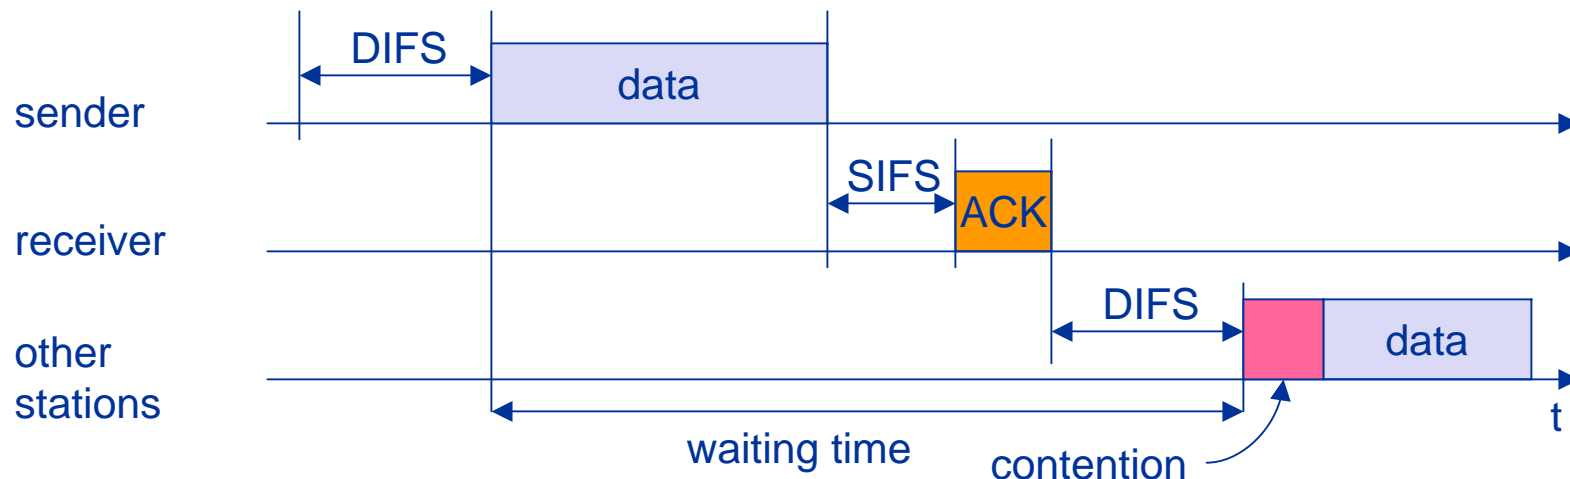 DIFS
data
sender
SIFS
ACK
receiver
DIFS
data
other
stations
t
waiting time
contention